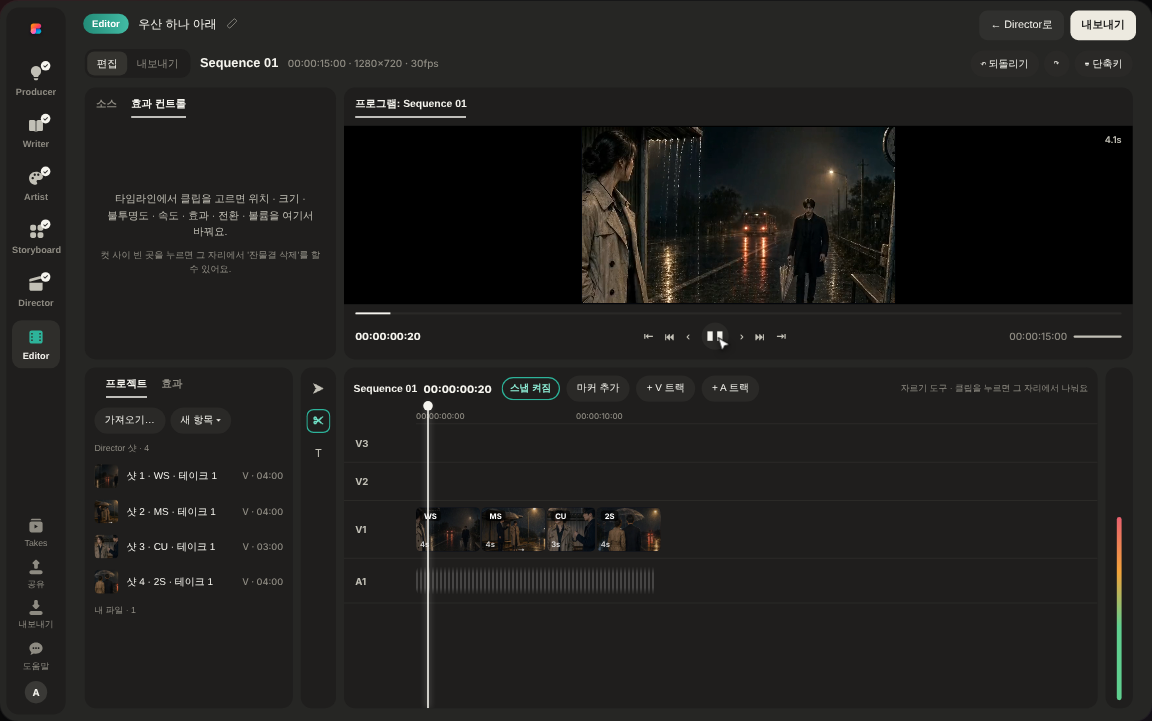 Editor 우산 하나 아래
← Director로 내보내기
편집 내보내기 Sequence 01 00:00:15:00 · 1280×720 · 30fps
↶ 되돌리기 ↷ 단축키
Producer
Writer
Artist
Storyboard
Director
Editor
Takes
공유
내보내기
도움말
A
소스 효과 컨트롤
타임라인에서 클립을 고르면 위치 · 크기 ·
불투명도 · 속도 · 효과 · 전환 · 볼륨을 여기서
바꿔요.
컷 사이 빈 곳을 누르면 그 자리에서 '잔물결 삭제'를 할
수 있어요.
프로그램: Sequence 01
4.1s
00:00:00:20
00:00:15:00
프로젝트 효과
가져오기… 새 항목 ▾
Director 샷 · 4
샷 1 · WS · 테이크 1 V · 04:00
샷 2 · MS · 테이크 1 V · 04:00
샷 3 · CU · 테이크 1 V · 03:00
샷 4 · 2S · 테이크 1 V · 04:00
내 파일 · 1
T
Sequence 01 00:00:00:20 스냅 켜짐 마커 추가 + V 트랙 + A 트랙
자르기 도구 · 클립을 누르면 그 자리에서 나눠요
00:00:00:00 00:00:10:00
V3
V2
V1
WS MS CU 2S
4s 4s 3s 4s
A1